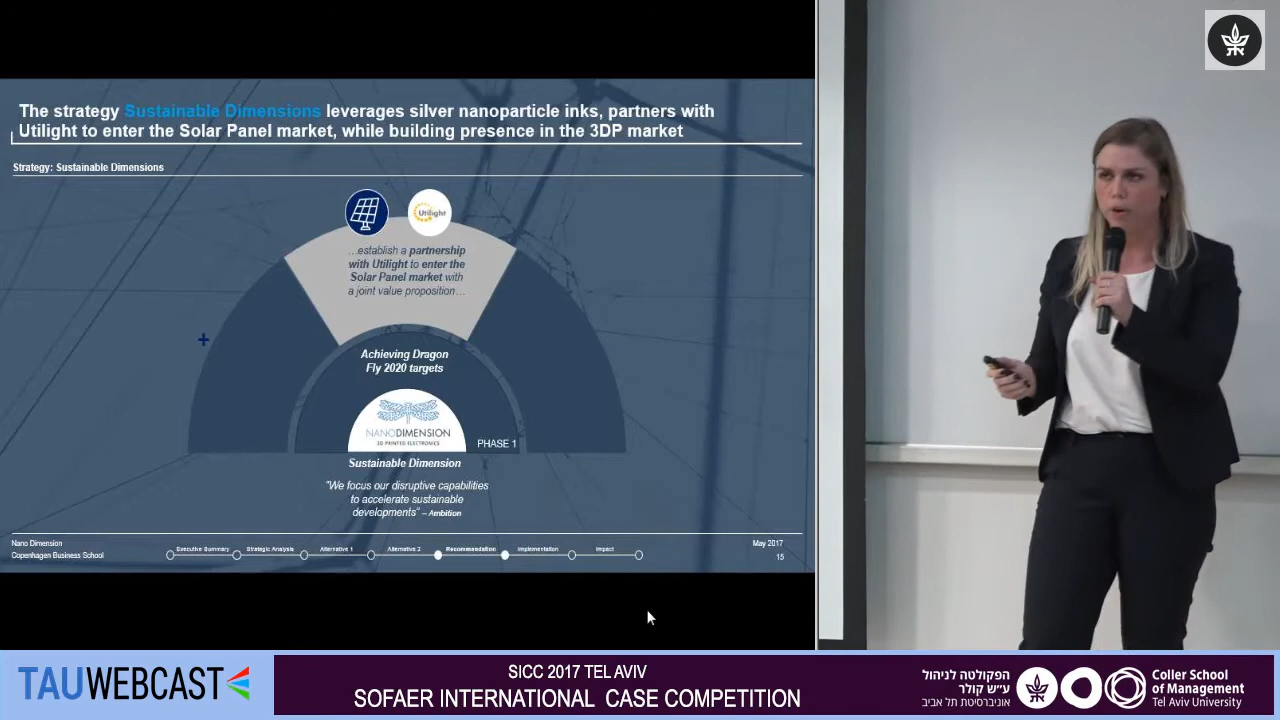 The strategy Sustainable Dimensions leverages silver nanoparticle inks, partners with
Utilight to enter the Solar Panel market, while building presence in the 3DP market
Strategy: Sustainable Dimensions
Utilight
...establish a partnership
with Utilight to enter the
Solar Panel market with
a joint value proposition...
+
Achieving Dragon
Fly 2020 targets
NANODIMENSION
3D PRINTED ELECTRONICS
PHASE 1
Sustainable Dimension
"We focus our disruptive capabilities
to accelerate sustainable
developments" – Ambition
Nano Dimension
Copenhagen Business School
Executive Summary Strategic Analysis Alternative 1 Alternative 2 Recommendation Implementation Impact
May 2017
15
TAUWEBCAST
SICC 2017 TEL AVIV
SOFAER INTERNATIONAL CASE COMPETITION
הפקולטה לניהול
ע״ש קולר
אוניברסיטת תל אביב
Coller School
of Management
Tel Aviv University